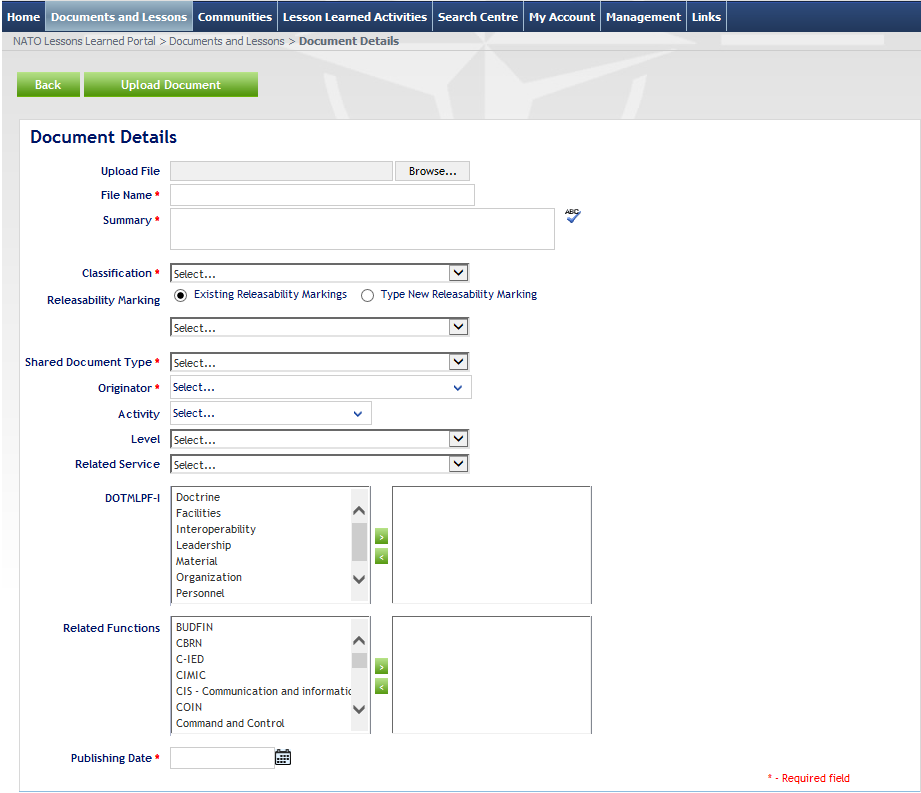 Home Documents and Lessons Communities Lesson Learned Activities Search Centre My Account Management Links
NATO Lessons Learned Portal > Documents and Lessons > Document Details
Back Upload Document
Document Details
Upload File Browse...
File Name *
Summary * ABC
Classification * Select...
Releasability Marking Existing Releasability Markings Type New Releasability Marking
Select...
Shared Document Type * Select...
Originator * Select...
Activity Select...
Level Select...
Related Service Select...
DOTMLPF-I
Doctrine
Facilities
Interoperability
Leadership
Material
Organization
Personnel
>
<
Related Functions
BUDFIN
CBRN
C-IED
CIMIC
CIS - Communication and informatic
COIN
Command and Control
>
<
Publishing Date *
* - Required field